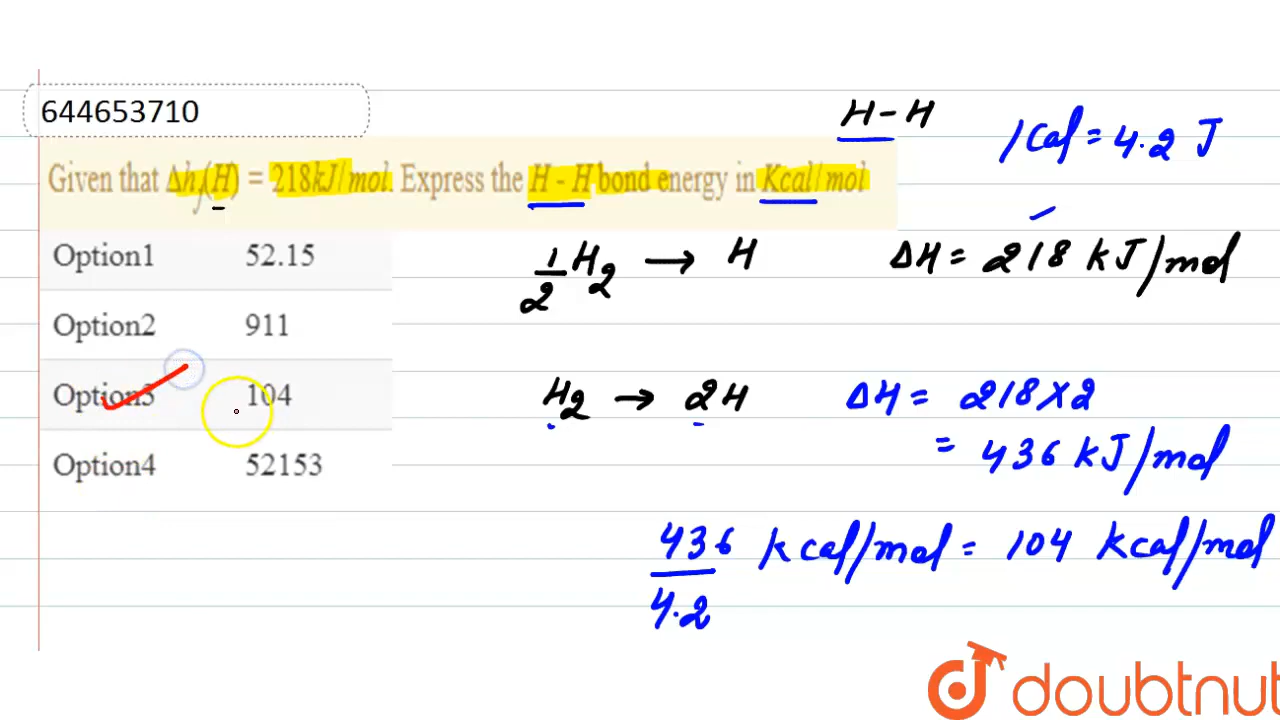 644653710
H - H
1 Cal = 4.2 J
Given that Δh_f(H) = 218kJ/mol. Express the H - H bond energy in Kcal/mol
Option1 52.15
1/2 H₂ → H ΔH = 218 kJ/mol
Option2 911
Option3 104
H₂ → 2H ΔH = 218 x 2
= 436 kJ/mol
Option4 52153
436/4.2 kcal/mol = 104 kcal/mol
doubtnut